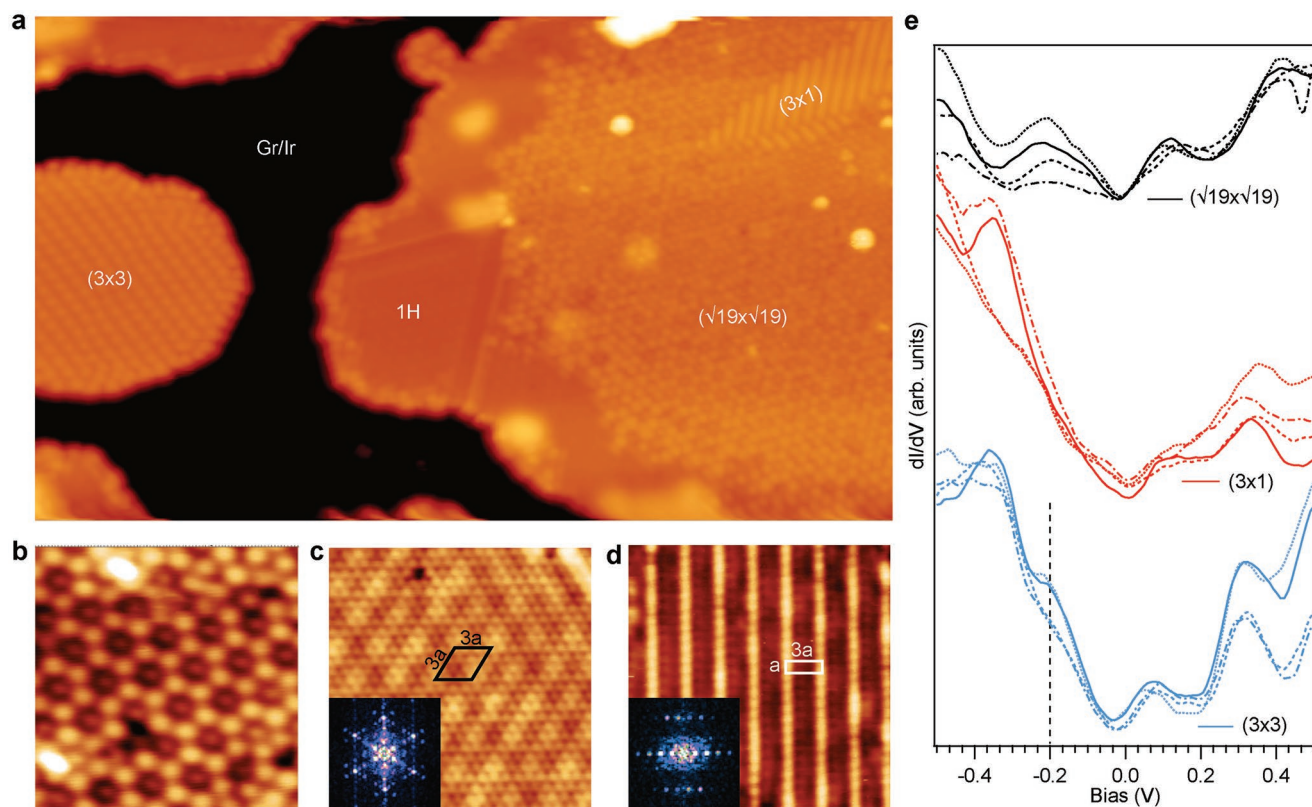 a
(3x1)
Gr/Ir
(3x3)
1H
(√19x√19)
b
c
3a
3a
d
3a
a
e
dI/dV (arb. units)
(√19x√19)
(3x1)
(3x3)
-0.4
-0.2
0.0
0.2
0.4
Bias (V)